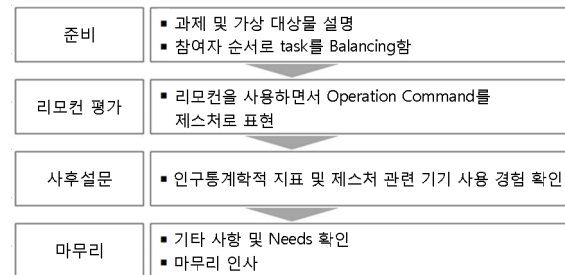 준비
▪ 과제 및 가상 대상물 설명
▪ 참여자 순서로 task를 Balancing함
리모컨 평가
▪ 리모컨을 사용하면서 Operation Command를
제스처로 표현
사후설문
▪ 인구통계학적 지표 및 제스처 관련 기기 사용 경험 확인
마무리
▪ 기타 사항 및 Needs 확인
▪ 마무리 인사